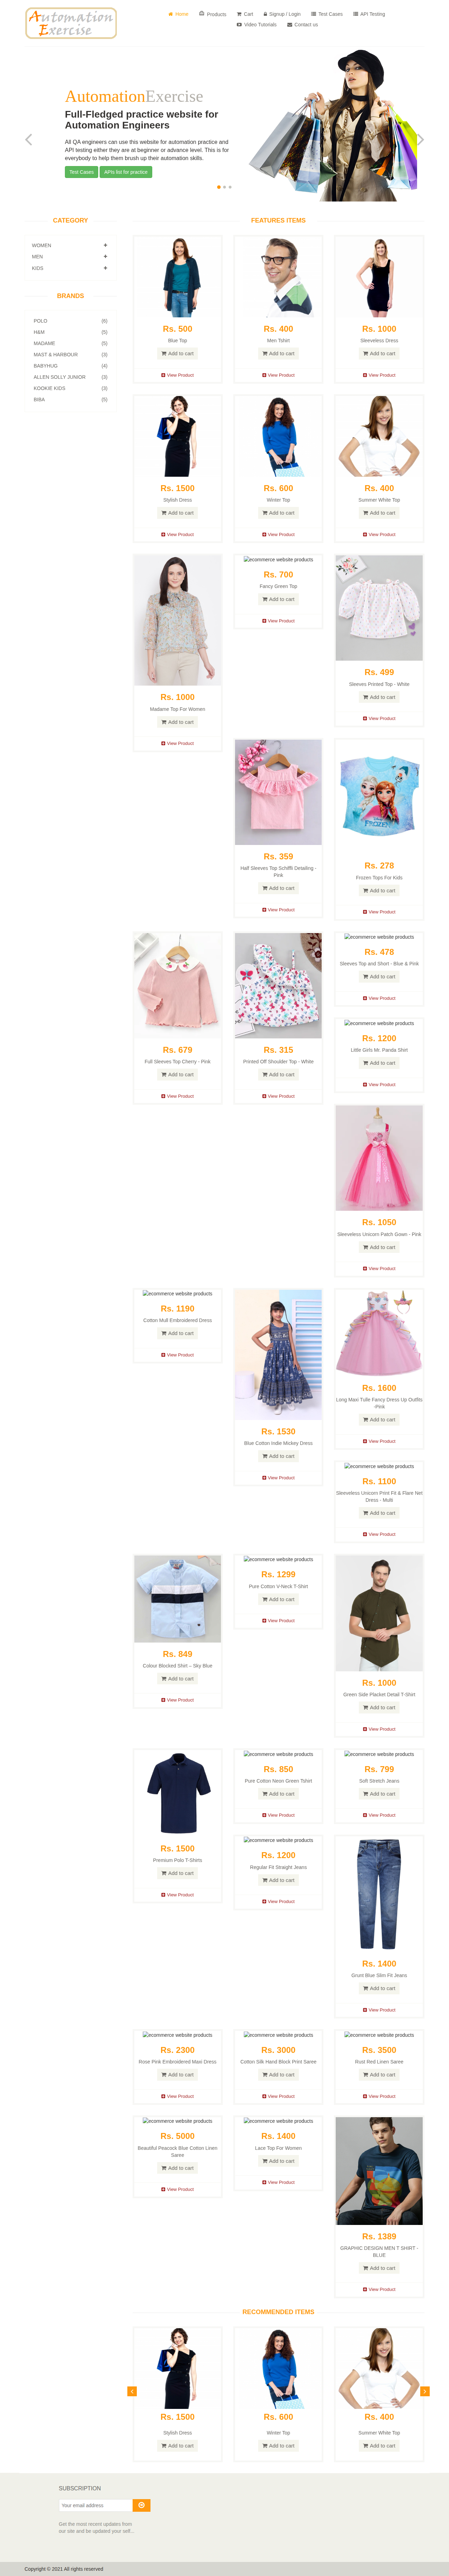 Automation
Exercise
Home
Products
Cart
Signup / Login
Test Cases
API Testing
Video Tutorials
Contact us
AutomationExercise
Full-Fledged practice website for
Automation Engineers
All QA engineers can use this website for automation practice and
API testing either they are at beginner or advance level. This is for
everybody to help them brush up their automation skills.
Test Cases
APIs list for practice
CATEGORY
WOMEN
MEN
KIDS
BRANDS
POLO (6)
H&M (5)
MADAME (5)
MAST & HARBOUR (3)
BABYHUG (4)
ALLEN SOLLY JUNIOR (3)
KOOKIE KIDS (3)
BIBA (5)
FEATURES ITEMS
Rs. 500
Blue Top
Add to cart
View Product
Rs. 400
Men Tshirt
Add to cart
View Product
Rs. 1000
Sleeveless Dress
Add to cart
View Product
Rs. 1500
Stylish Dress
Add to cart
View Product
Rs. 600
Winter Top
Add to cart
View Product
Rs. 400
Summer White Top
Add to cart
View Product
Rs. 1000
Madame Top For Women
Add to cart
View Product
ecommerce website products
Rs. 700
Fancy Green Top
Add to cart
View Product
Rs. 499
Sleeves Printed Top - White
Add to cart
View Product
Rs. 359
Half Sleeves Top Schiffli Detailing -
Pink
Add to cart
View Product
FROZEN
Rs. 278
Frozen Tops For Kids
Add to cart
View Product
Rs. 679
Full Sleeves Top Cherry - Pink
Add to cart
View Product
Rs. 315
Printed Off Shoulder Top - White
Add to cart
View Product
ecommerce website products
Rs. 478
Sleeves Top and Short - Blue & Pink
Add to cart
View Product
ecommerce website products
Rs. 1200
Little Girls Mr. Panda Shirt
Add to cart
View Product
Rs. 1050
Sleeveless Unicorn Patch Gown - Pink
Add to cart
View Product
ecommerce website products
Rs. 1190
Cotton Mull Embroidered Dress
Add to cart
View Product
Rs. 1530
Blue Cotton Indie Mickey Dress
Add to cart
View Product
Rs. 1600
Long Maxi Tulle Fancy Dress Up Outfits
-Pink
Add to cart
View Product
ecommerce website products
Rs. 1100
Sleeveless Unicorn Print Fit & Flare Net
Dress - Multi
Add to cart
View Product
Rs. 849
Colour Blocked Shirt – Sky Blue
Add to cart
View Product
ecommerce website products
Rs. 1299
Pure Cotton V-Neck T-Shirt
Add to cart
View Product
Rs. 1000
Green Side Placket Detail T-Shirt
Add to cart
View Product
Rs. 1500
Premium Polo T-Shirts
Add to cart
View Product
ecommerce website products
Rs. 850
Pure Cotton Neon Green Tshirt
Add to cart
View Product
ecommerce website products
Rs. 799
Soft Stretch Jeans
Add to cart
View Product
ecommerce website products
Rs. 1200
Regular Fit Straight Jeans
Add to cart
View Product
Rs. 1400
Grunt Blue Slim Fit Jeans
Add to cart
View Product
ecommerce website products
Rs. 2300
Rose Pink Embroidered Maxi Dress
Add to cart
View Product
ecommerce website products
Rs. 3000
Cotton Silk Hand Block Print Saree
Add to cart
View Product
ecommerce website products
Rs. 3500
Rust Red Linen Saree
Add to cart
View Product
ecommerce website products
Rs. 5000
Beautiful Peacock Blue Cotton Linen
Saree
Add to cart
View Product
ecommerce website products
Rs. 1400
Lace Top For Women
Add to cart
View Product
Rs. 1389
GRAPHIC DESIGN MEN T SHIRT -
BLUE
Add to cart
View Product
RECOMMENDED ITEMS
Rs. 1500
Stylish Dress
Add to cart
Rs. 600
Winter Top
Add to cart
Rs. 400
Summer White Top
Add to cart
SUBSCRIPTION
Your email address
Get the most recent updates from
our site and be updated your self...
Copyright © 2021 All rights reserved